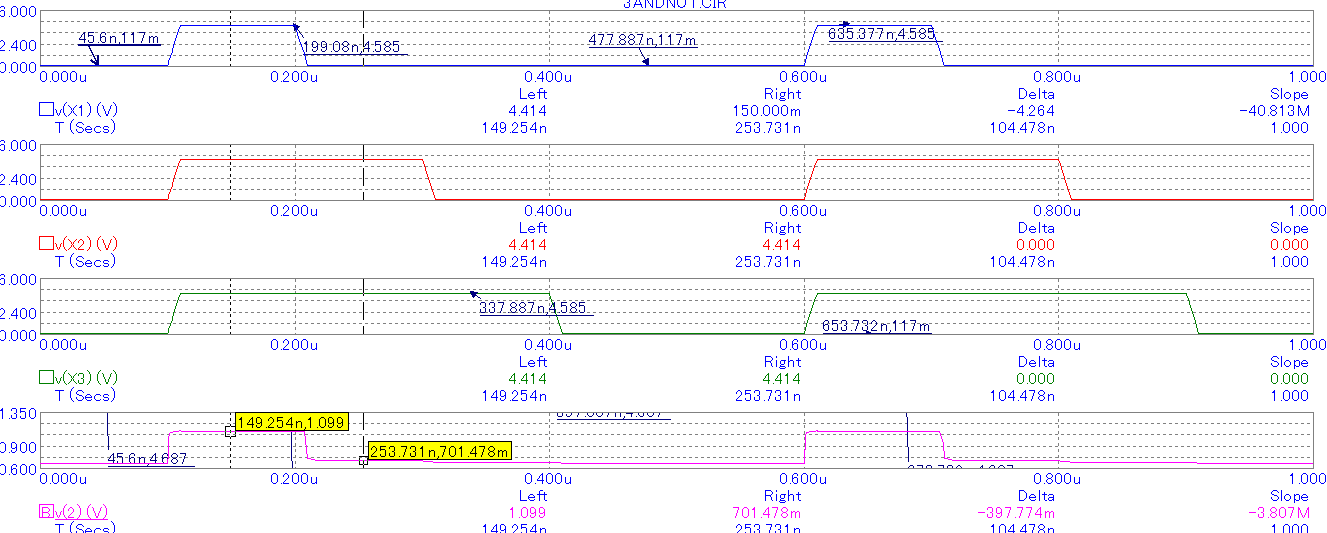 3ANDNOT.CIR
6.000
45.6n,117m
199.08n,4.585
477.887n,117m
635.377n,4.585
2.400
0.000
0.000u 0.200u 0.400u 0.600u 0.800u 1.000
Left Right Delta Slope
v(X1) (V) 4.414 150.000m -4.264 -40.813M
T (Secs) 149.254n 253.731n 104.478n 1.000
6.000
2.400
0.000
0.000u 0.200u 0.400u 0.600u 0.800u 1.000
Left Right Delta Slope
v(X2) (V) 4.414 4.414 0.000 0.000
T (Secs) 149.254n 253.731n 104.478n 1.000
6.000
337.887n,4.585
2.400
653.732n,117m
0.000
0.000u 0.200u 0.400u 0.600u 0.800u 1.000
Left Right Delta Slope
v(X3) (V) 4.414 4.414 0.000 0.000
T (Secs) 149.254n 253.731n 104.478n 1.000
1.350
149.254n,1.099
0.900
253.731n,701.478m
45.6n,4.687
0.600
0.000u 0.200u 0.400u 0.600u 0.800u 1.000
Left Right Delta Slope
B v(2) (V) 1.099 701.478m -397.774m -3.807M
T (Secs) 149.254n 253.731n 104.478n 1.000